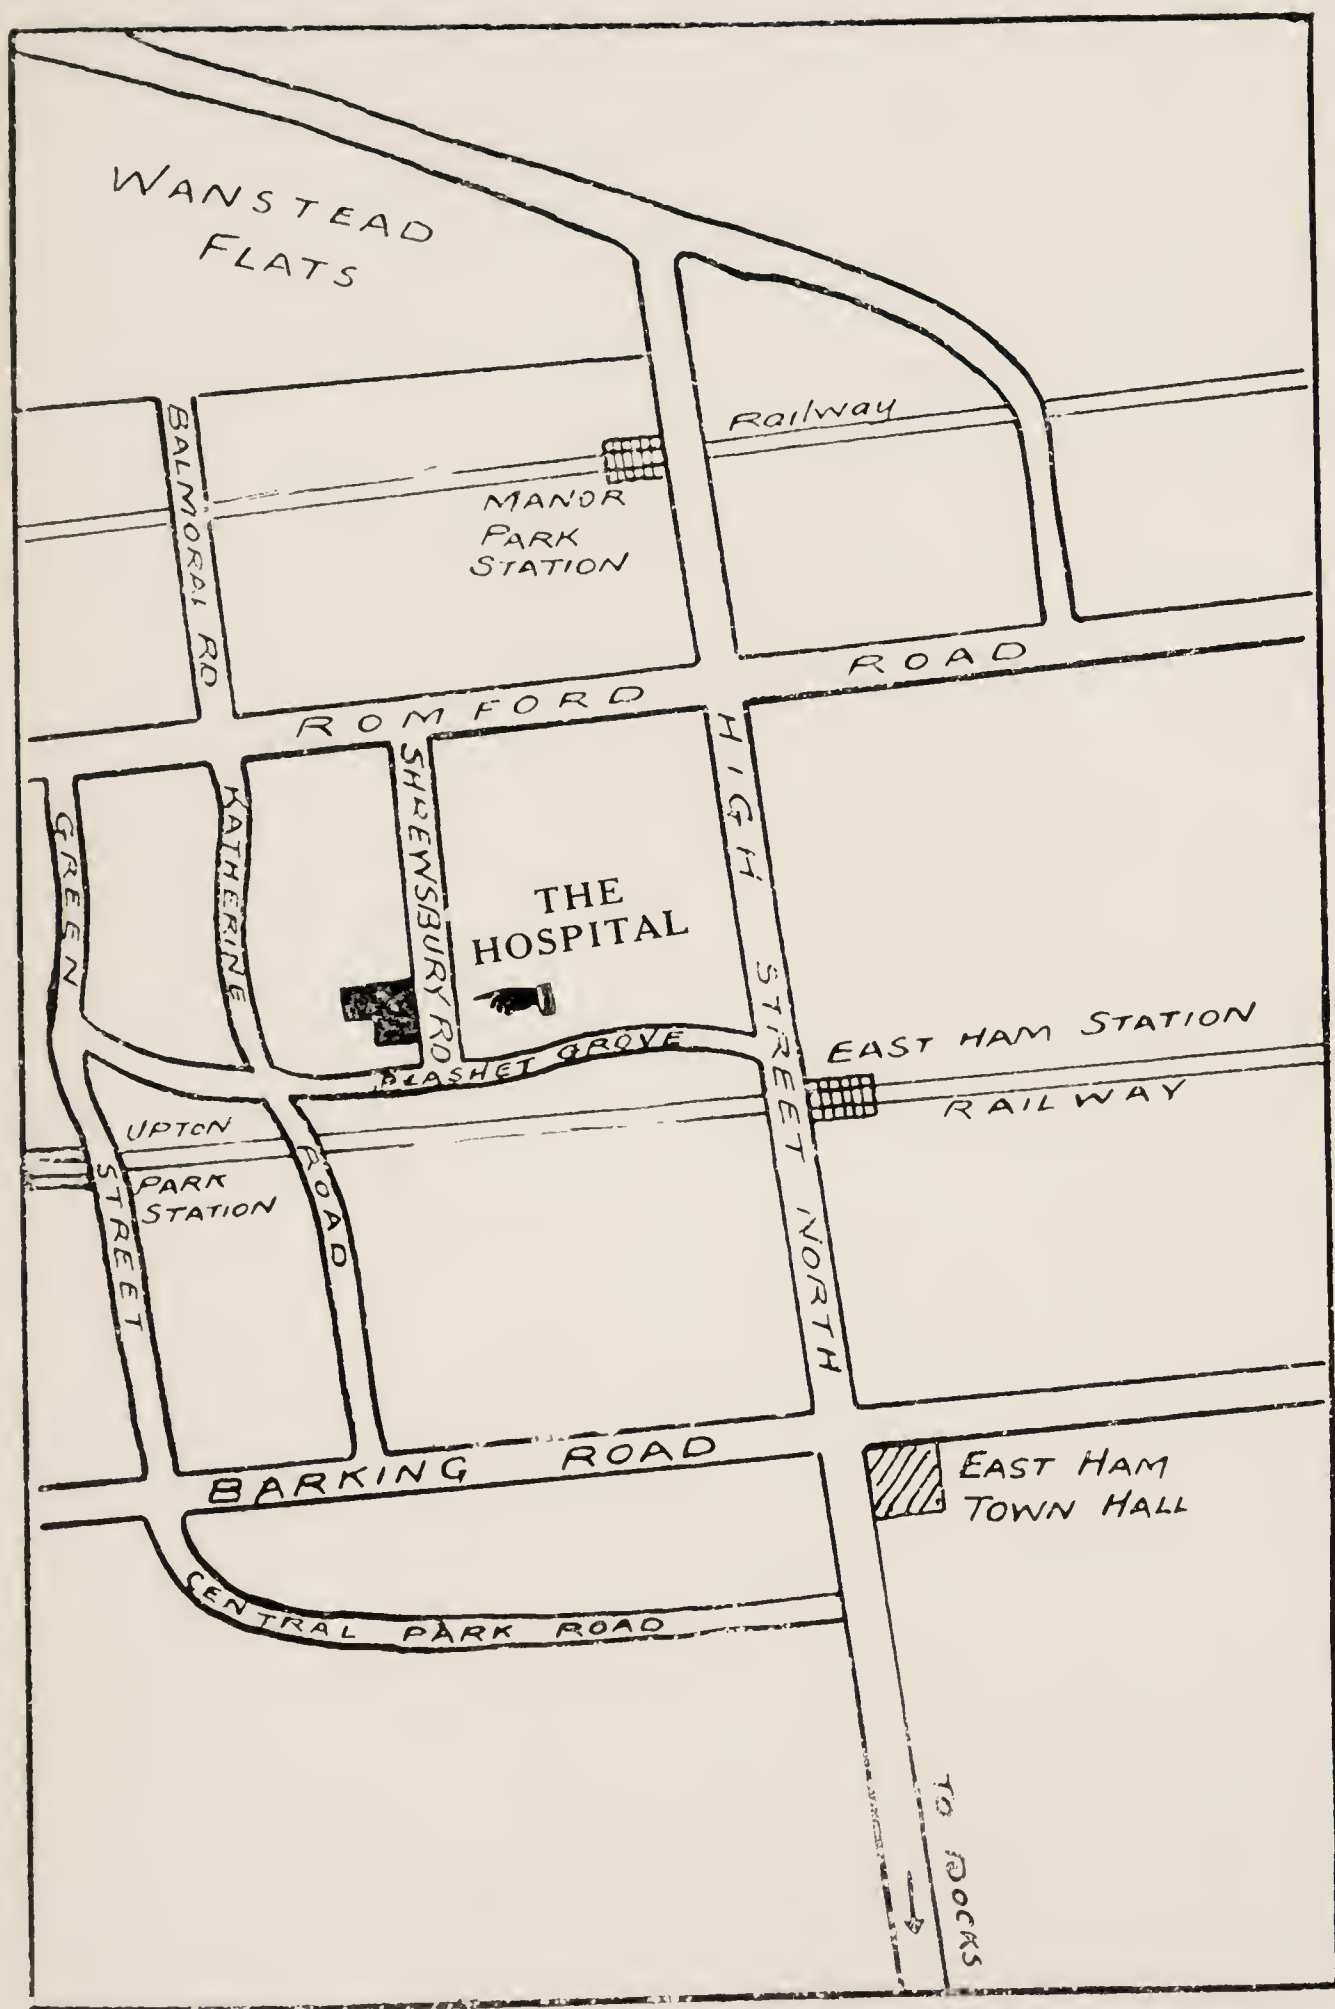 WANSTEAD
FLATS
BALMORAL RD
Railway
MANOR
PARK
STATION
ROMFORD ROAD
GREEN STREET
KATHERINE ROAD
SHREWSBURY RD
HIGH STREET NORTH
THE
HOSPITAL
PLASHET GROVE
EAST HAM STATION
RAILWAY
UPTON
PARK
STATION
BARKING ROAD
EAST HAM
TOWN HALL
CENTRAL PARK ROAD
TO DOCKS